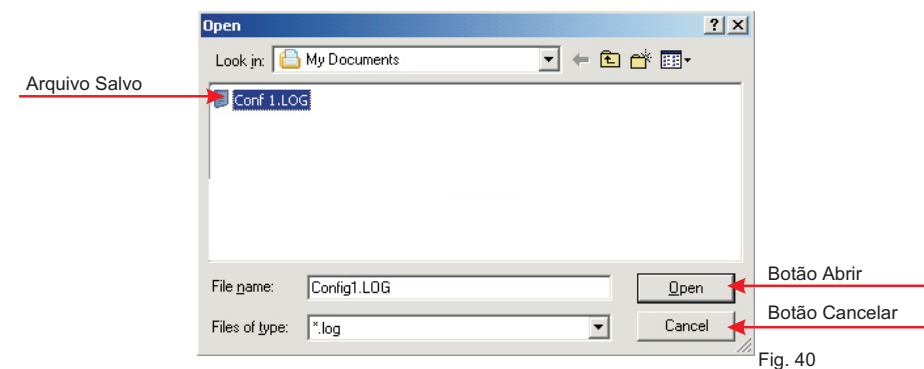 Open
Look in: My Documents
Arquivo Salvo
Conf 1.LOG
File name: Config1.LOG Open
Botão Abrir
Files of type: *.log Cancel
Botão Cancelar
Fig. 40